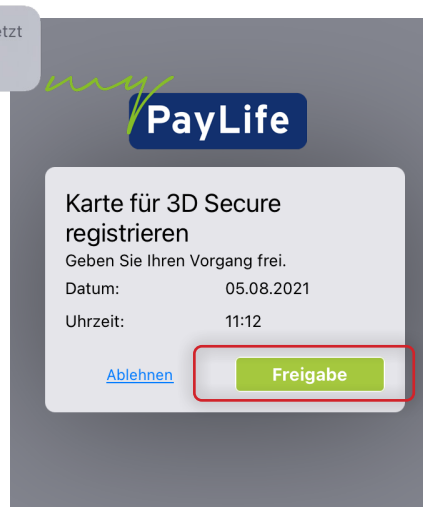 etzt
my
PayLife
Karte für 3D Secure
registrieren
Geben Sie Ihren Vorgang frei.
Datum: 05.08.2021
Uhrzeit: 11:12
Ablehnen Freigabe